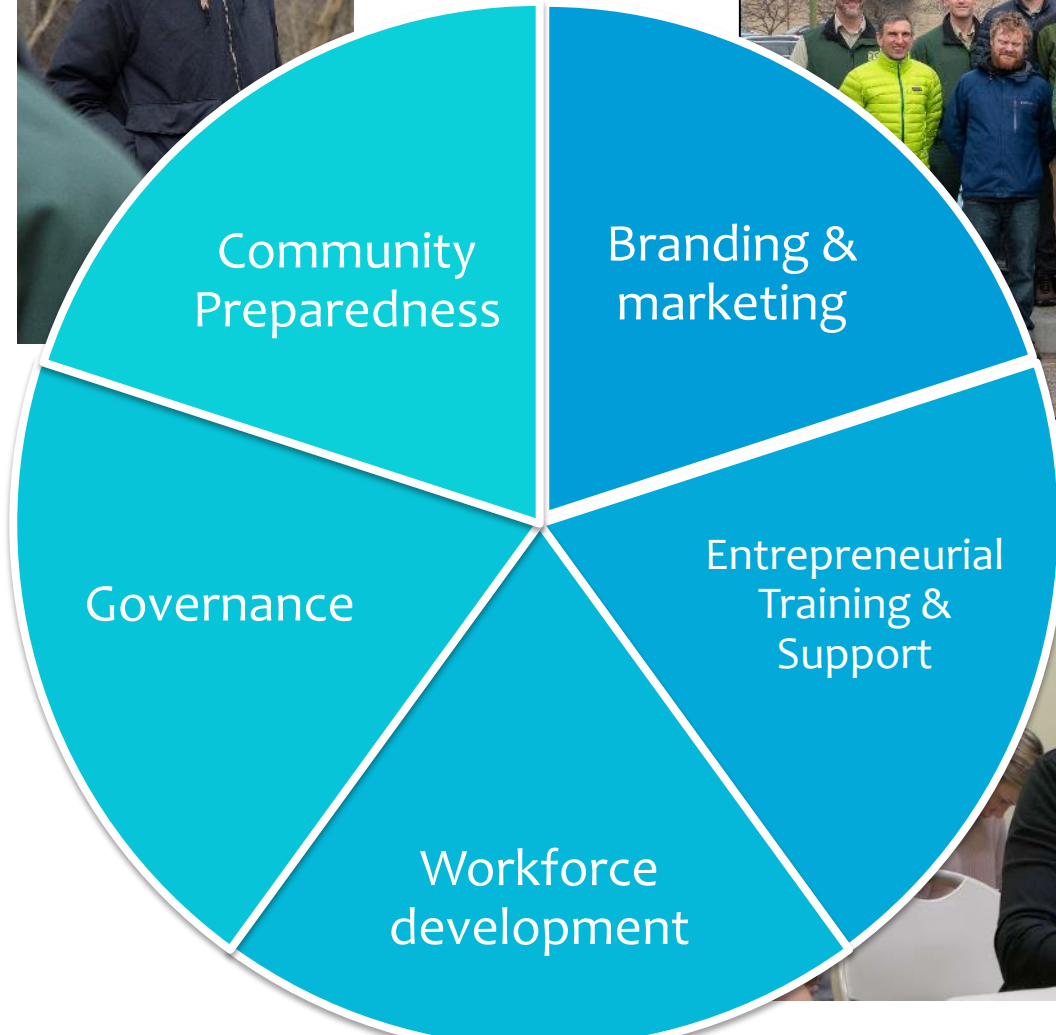 Community
Preparedness
Branding &
marketing
Entrepreneurial
Training &
Support
Workforce
development
Governance